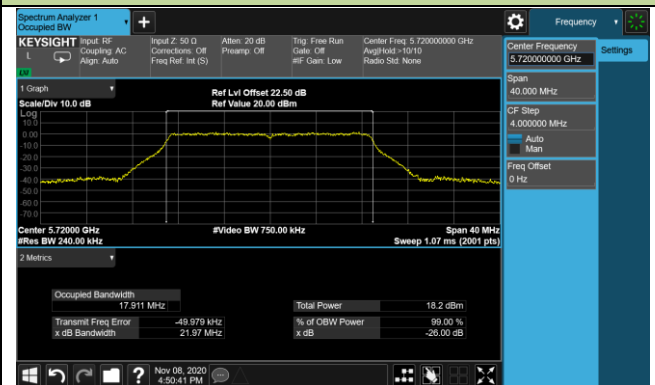 Spectrum Analyzer 1
Occupied BW
+
Frequency
KEYSIGHT
L
LU
Input: RF
Coupling: AC
Align: Auto
Input Z: 50 Ω
Corrections: Off
Freq Ref: Int (S)
Atten: 20 dB
Preamp: Off
Trig: Free Run
Gate: Off
#IF Gain: Low
Center Freq: 5.720000000 GHz
Avg|Hold:>10/10
Radio Std: None
Center Frequency
5.72000000 GHz
Settings
Span
40.000 MHz
CF Step
4.000000 MHz
Auto
Man
Freq Offset
0 Hz
1 Graph
Scale/Div 10.0 dB
Ref Lvl Offset 22.50 dB
Ref Value 20.00 dBm
Log
10.0
0.00
-10.0
-20.0
-30.0
-40.0
-50.0
-60.0
-70.0
Center 5.72000 GHz
#Res BW 240.00 kHz
#Video BW 750.00 kHz
Span 40 MHz
Sweep 1.07 ms (2001 pts)
2 Metrics
Occupied Bandwidth
17.911 MHz
Total Power 18.2 dBm
Transmit Freq Error -49.979 kHz
% of OBW Power 99.00 %
x dB Bandwidth 21.97 MHz
x dB -26.00 dB
?
Nov 08, 2020
4:50:41 PM